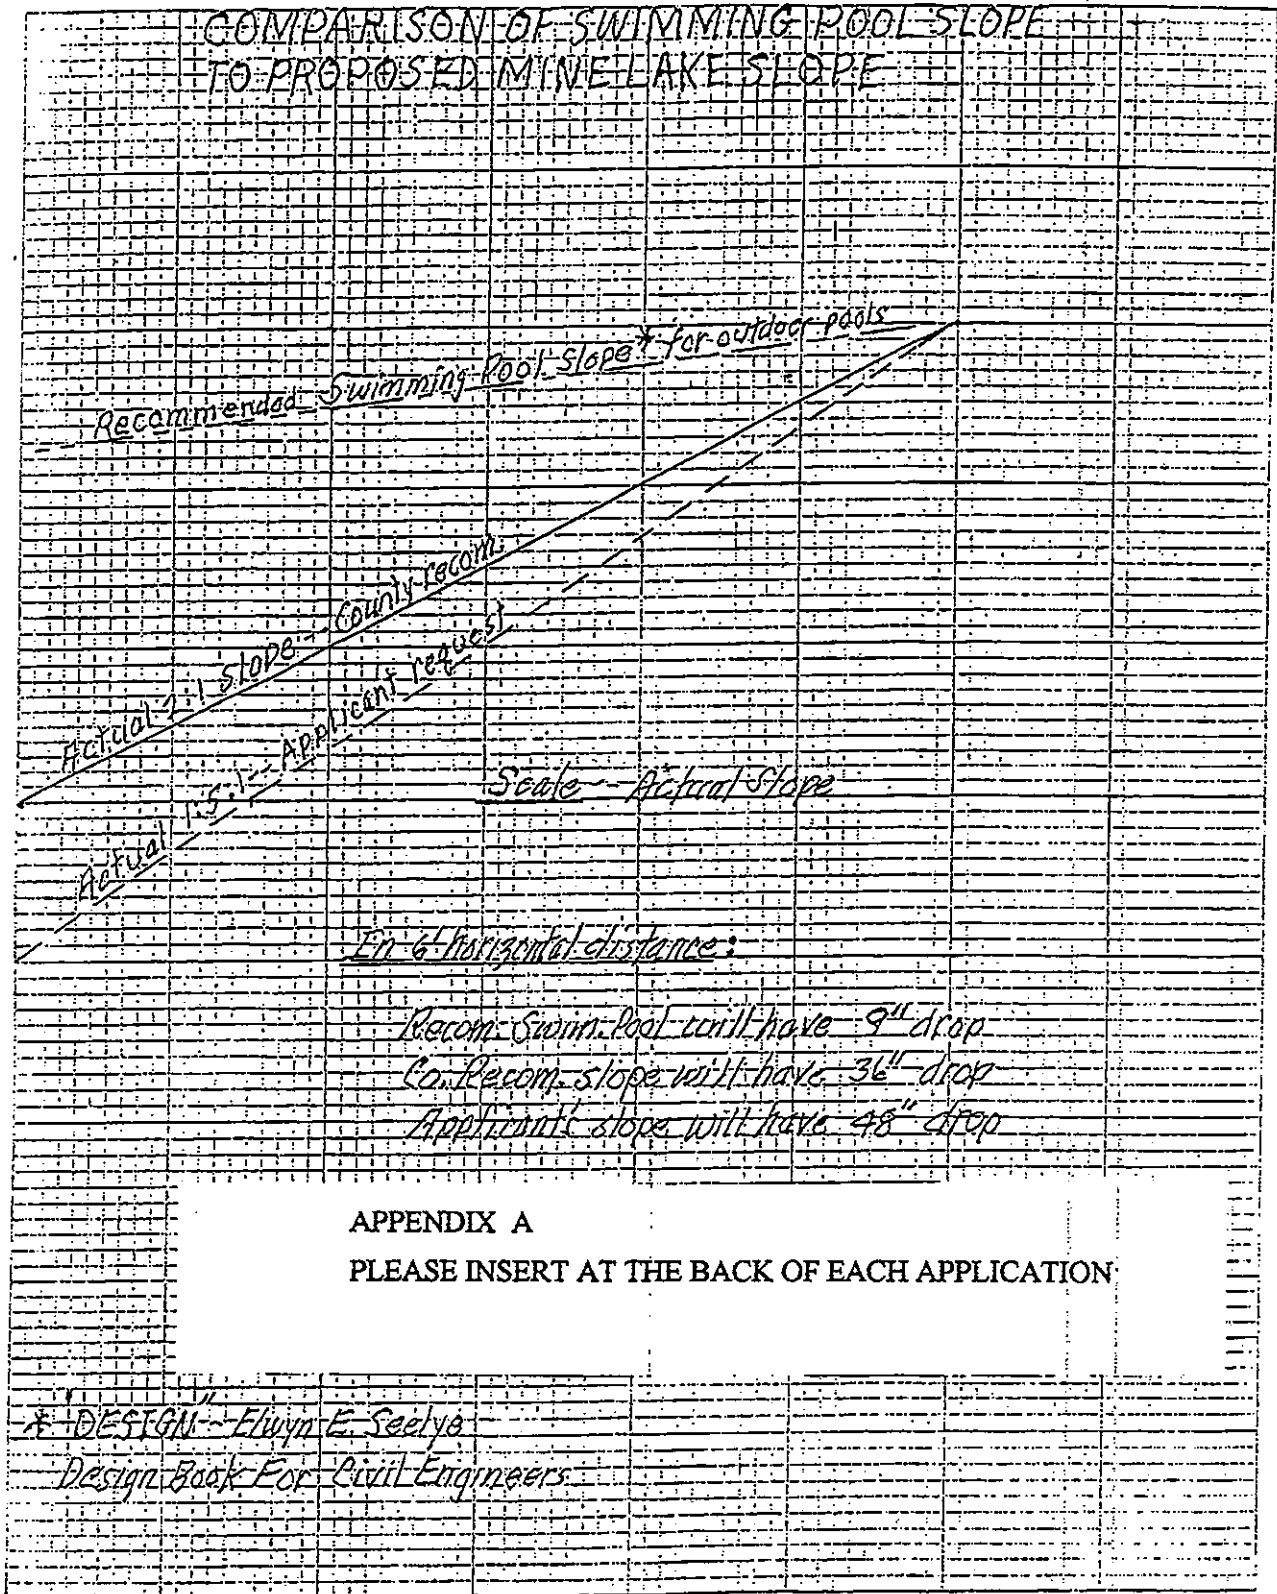 COMPARISON OF SWIMMING POOL SLOPE
TO PROPOSED MINE LAKE SLOPE
Recommended Swimming Pool Slope* for outdoor pools
Actual 2:1 slope -- County recom.
Actual 1.5:1 -- Applicant request
Scale -- Actual Slope
In 6' horizontal distance:
Recom. Swim. Pool will have 9" drop
Co. Recom. slope will have 36" drop
Applicant's slope will have 48" drop
APPENDIX A
PLEASE INSERT AT THE BACK OF EACH APPLICATION
* "DESIGN" - Elwyn E. Seelye
Design Book For Civil Engineers